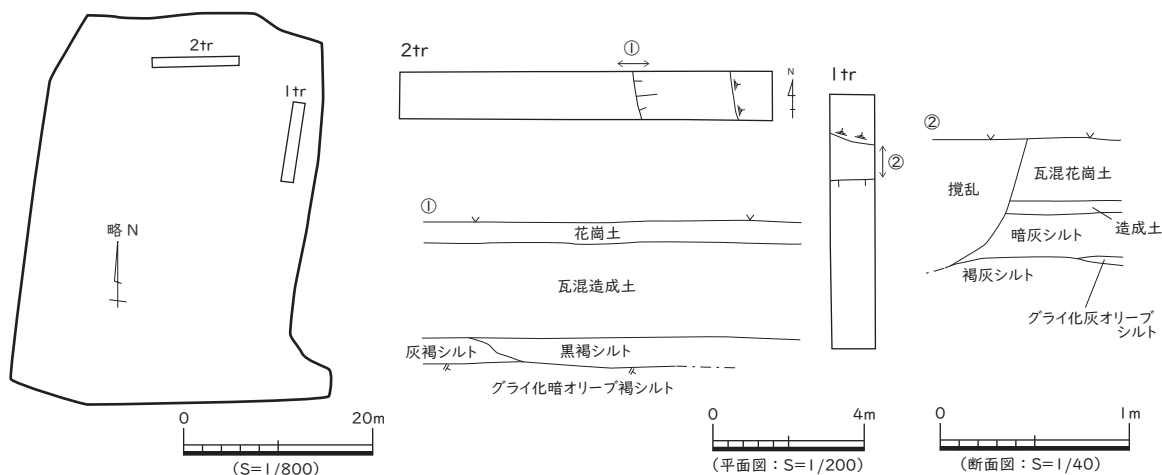 2tr
1tr
略N
0 20m
(S=1/800)
2tr
①
N
①
花崗土
瓦混造成土
灰褐シルト
黒褐シルト
グライ化暗オリーブ褐シルト
1tr
②
0 4m
(平面図：S=1/200)
②
撹乱
瓦混花崗土
造成土
暗灰シルト
褐灰シルト
グライ化灰オリーブ
シルト
0 1m
(断面図：S=1/40)